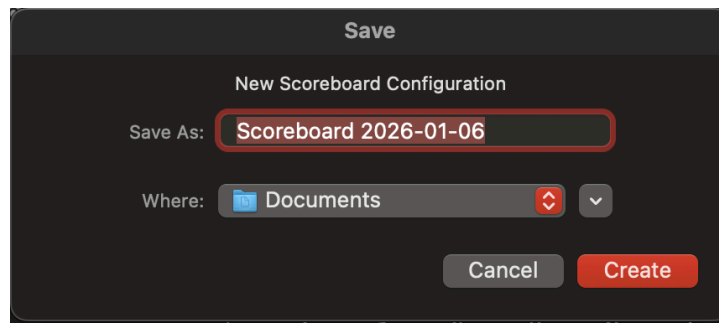 Save
New Scoreboard Configuration
Save As: Scoreboard 2026-01-06
Where: Documents
Cancel Create